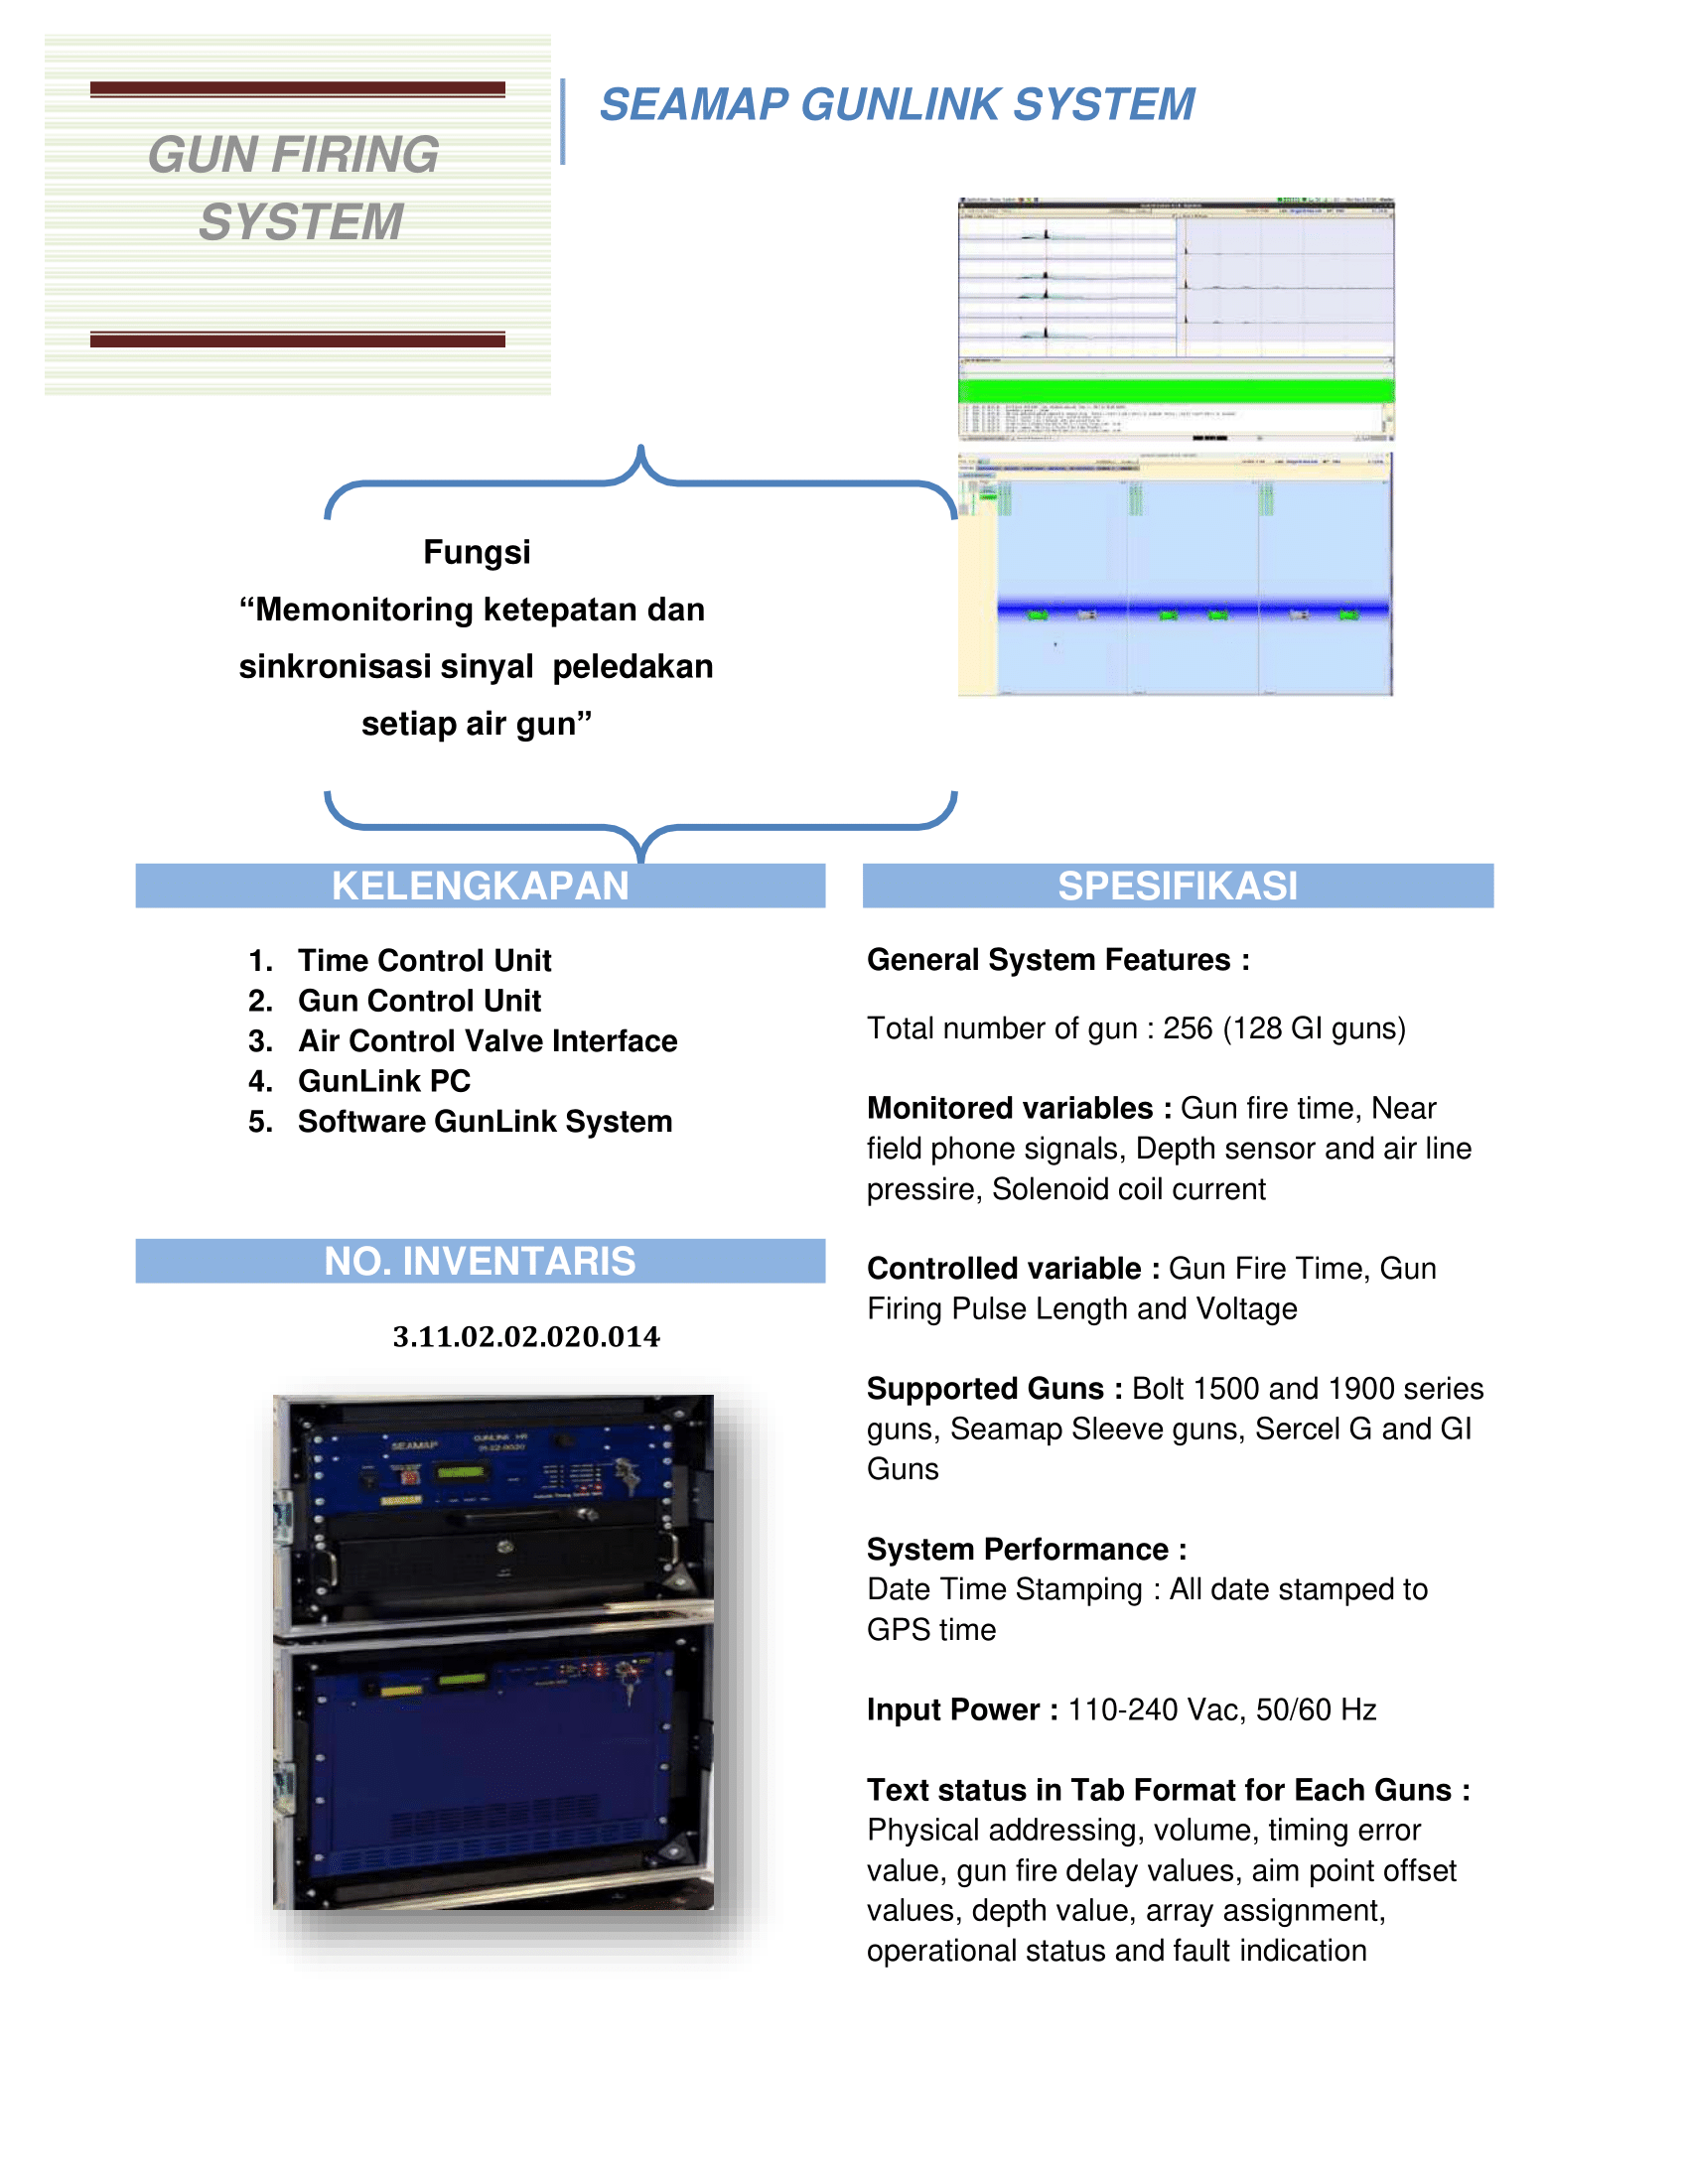 GUN FIRING
SYSTEM
SEAMAP GUNLINK SYSTEM
Fungsi
“Memonitoring ketepatan dan
sinkronisasi sinyal  peledakan
setiap air gun”
KELENGKAPAN
1. Time Control Unit
2. Gun Control Unit
3. Air Control Valve Interface
4. GunLink PC
5. Software GunLink System
NO. INVENTARIS
3.11.02.02.020.014
SEAMAP
SPESIFIKASI
General System Features :
Total number of gun : 256 (128 GI guns)
Monitored variables : Gun fire time, Near
field phone signals, Depth sensor and air line
pressire, Solenoid coil current
Controlled variable : Gun Fire Time, Gun
Firing Pulse Length and Voltage
Supported Guns : Bolt 1500 and 1900 series
guns, Seamap Sleeve guns, Sercel G and GI
Guns
System Performance :
Date Time Stamping : All date stamped to
GPS time
Input Power : 110-240 Vac, 50/60 Hz
Text status in Tab Format for Each Guns :
Physical addressing, volume, timing error
value, gun fire delay values, aim point offset
values, depth value, array assignment,
operational status and fault indication